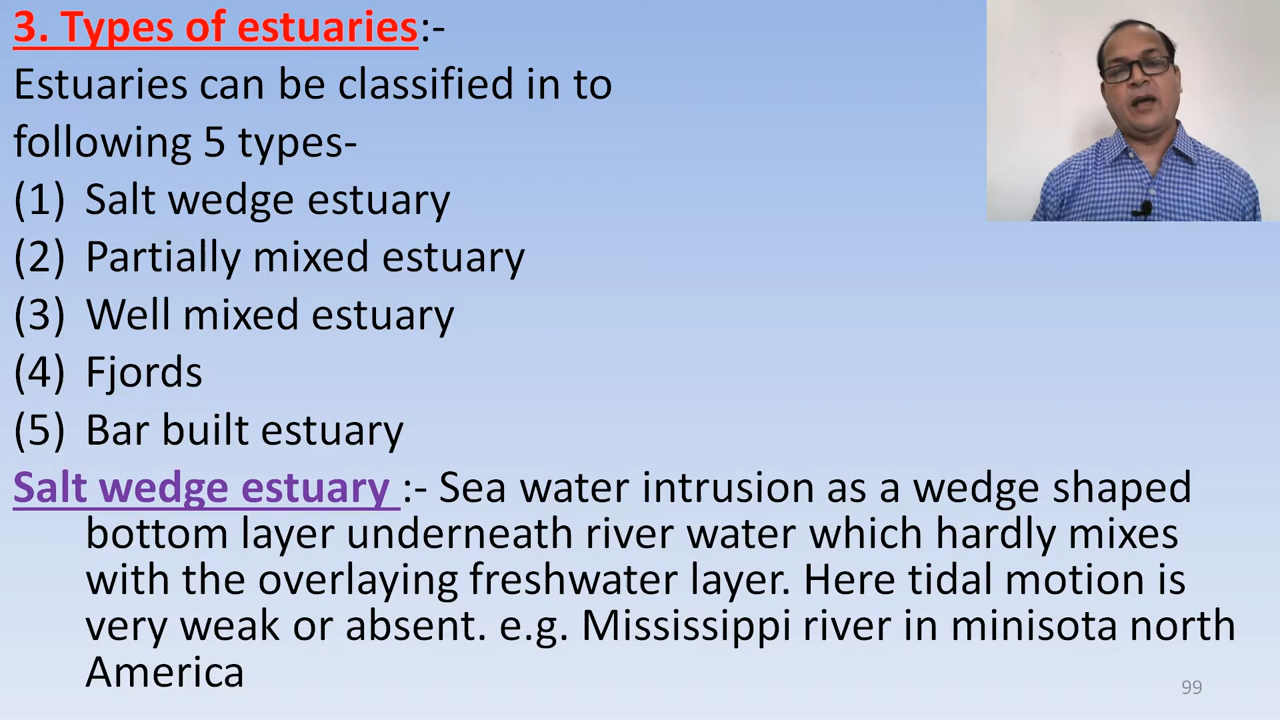 3. Types of estuaries:-
Estuaries can be classified in to
following 5 types-
(1) Salt wedge estuary
(2) Partially mixed estuary
(3) Well mixed estuary
(4) Fjords
(5) Bar built estuary
Salt wedge estuary :- Sea water intrusion as a wedge shaped
bottom layer underneath river water which hardly mixes
with the overlaying freshwater layer. Here tidal motion is
very weak or absent. e.g. Mississippi river in minisota north
America
99